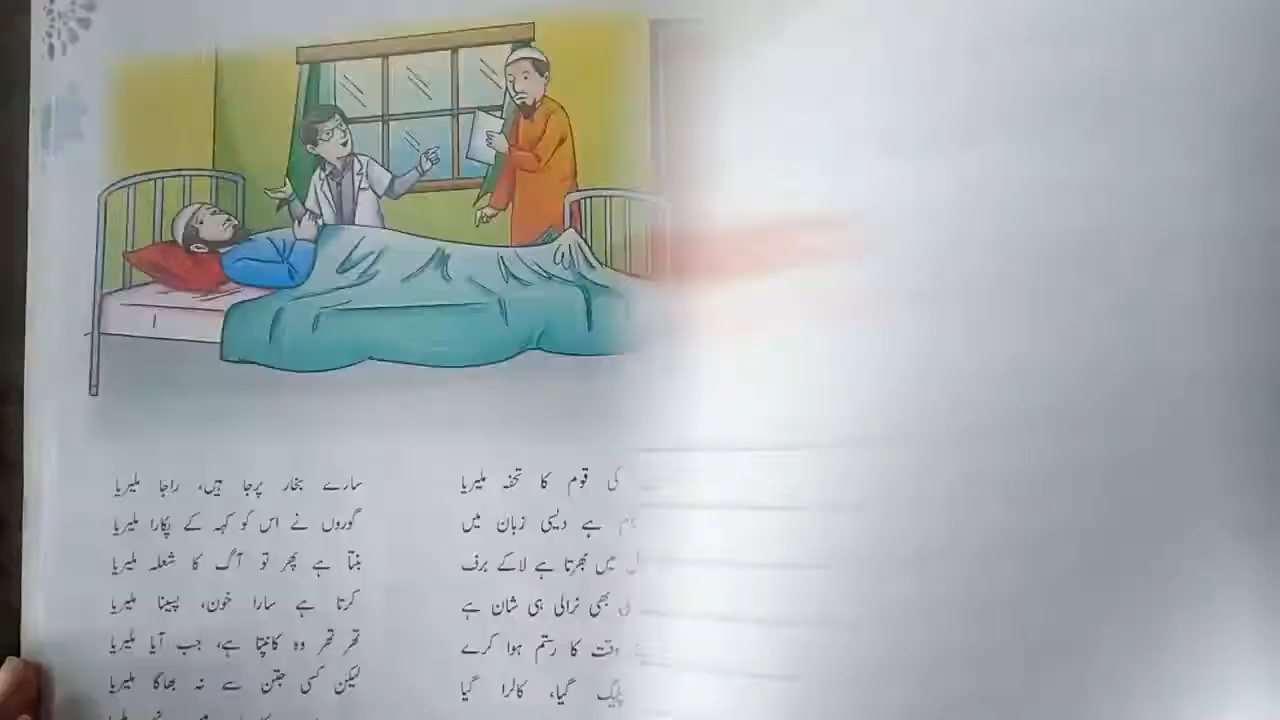 کی قوم کا تحفہ ملیریا سارے بخار پرجا ہیں، راجا ملیریا
ہے دیسی زبان میں گوروں نے اس کو کہہ کے پکارا ملیریا
میں بھرتا ہے لاکے برف بنتا ہے پھر تو آگ کا شعلہ ملیریا
بھی نرالی ہی شان ہے کرتا ہے سارا خون، پسینا ملیریا
وقت کا رستم ہوا کرے تھر تھر وہ کانپتا ہے، جب آیا ملیریا
پلیگ گیا، کالرا گیا لیکن کسی جتن سے نہ بھاگا ملیریا